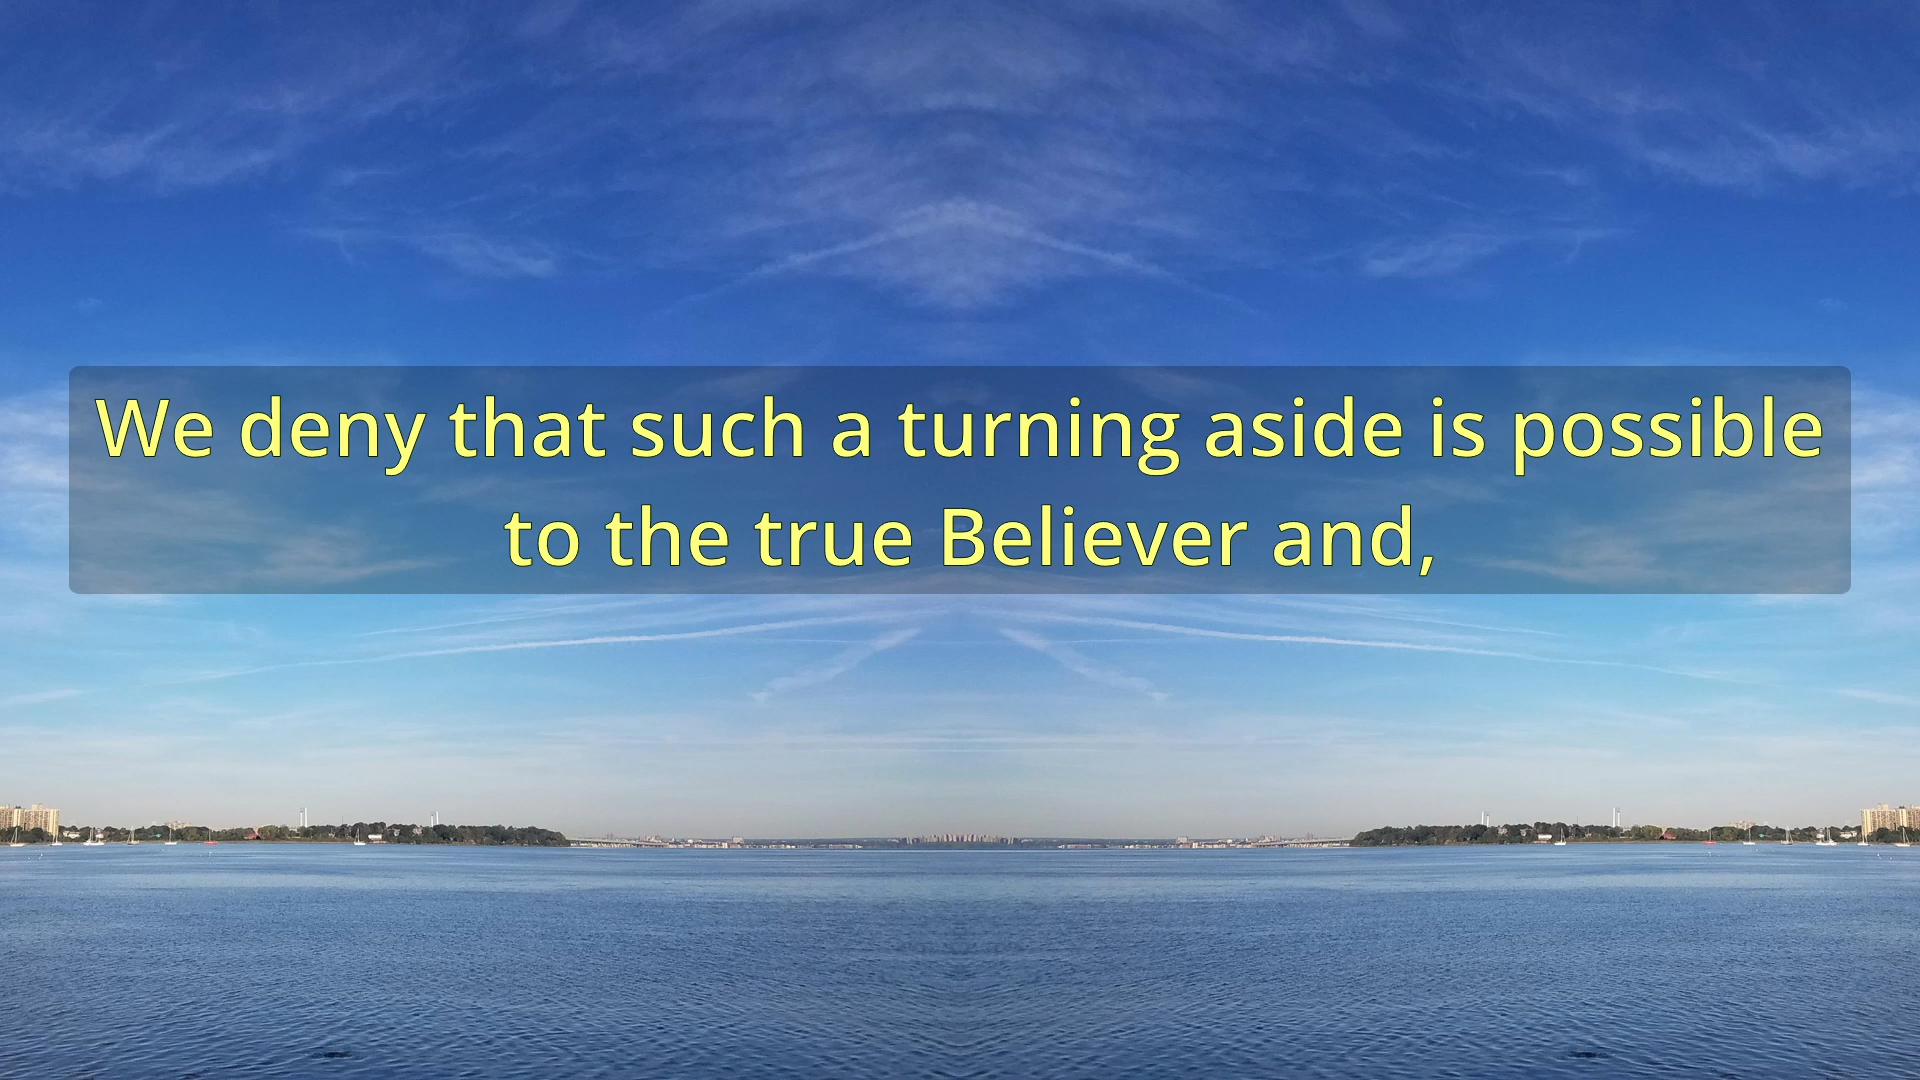 We deny that such a turning aside is possible
to the true Believer and,